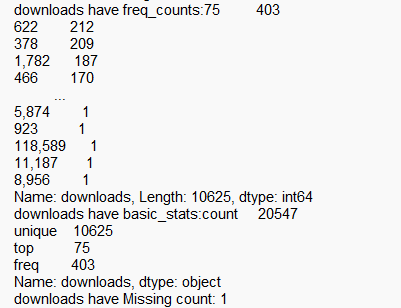 downloads have freq_counts:75 403
622 212
378 209
1,782 187
466 170
...
5,874 1
923 1
118,589 1
11,187 1
8,956 1
Name: downloads, Length: 10625, dtype: int64
downloads have basic_stats:count 20547
unique 10625
top 75
freq 403
Name: downloads, dtype: object
downloads have Missing count: 1